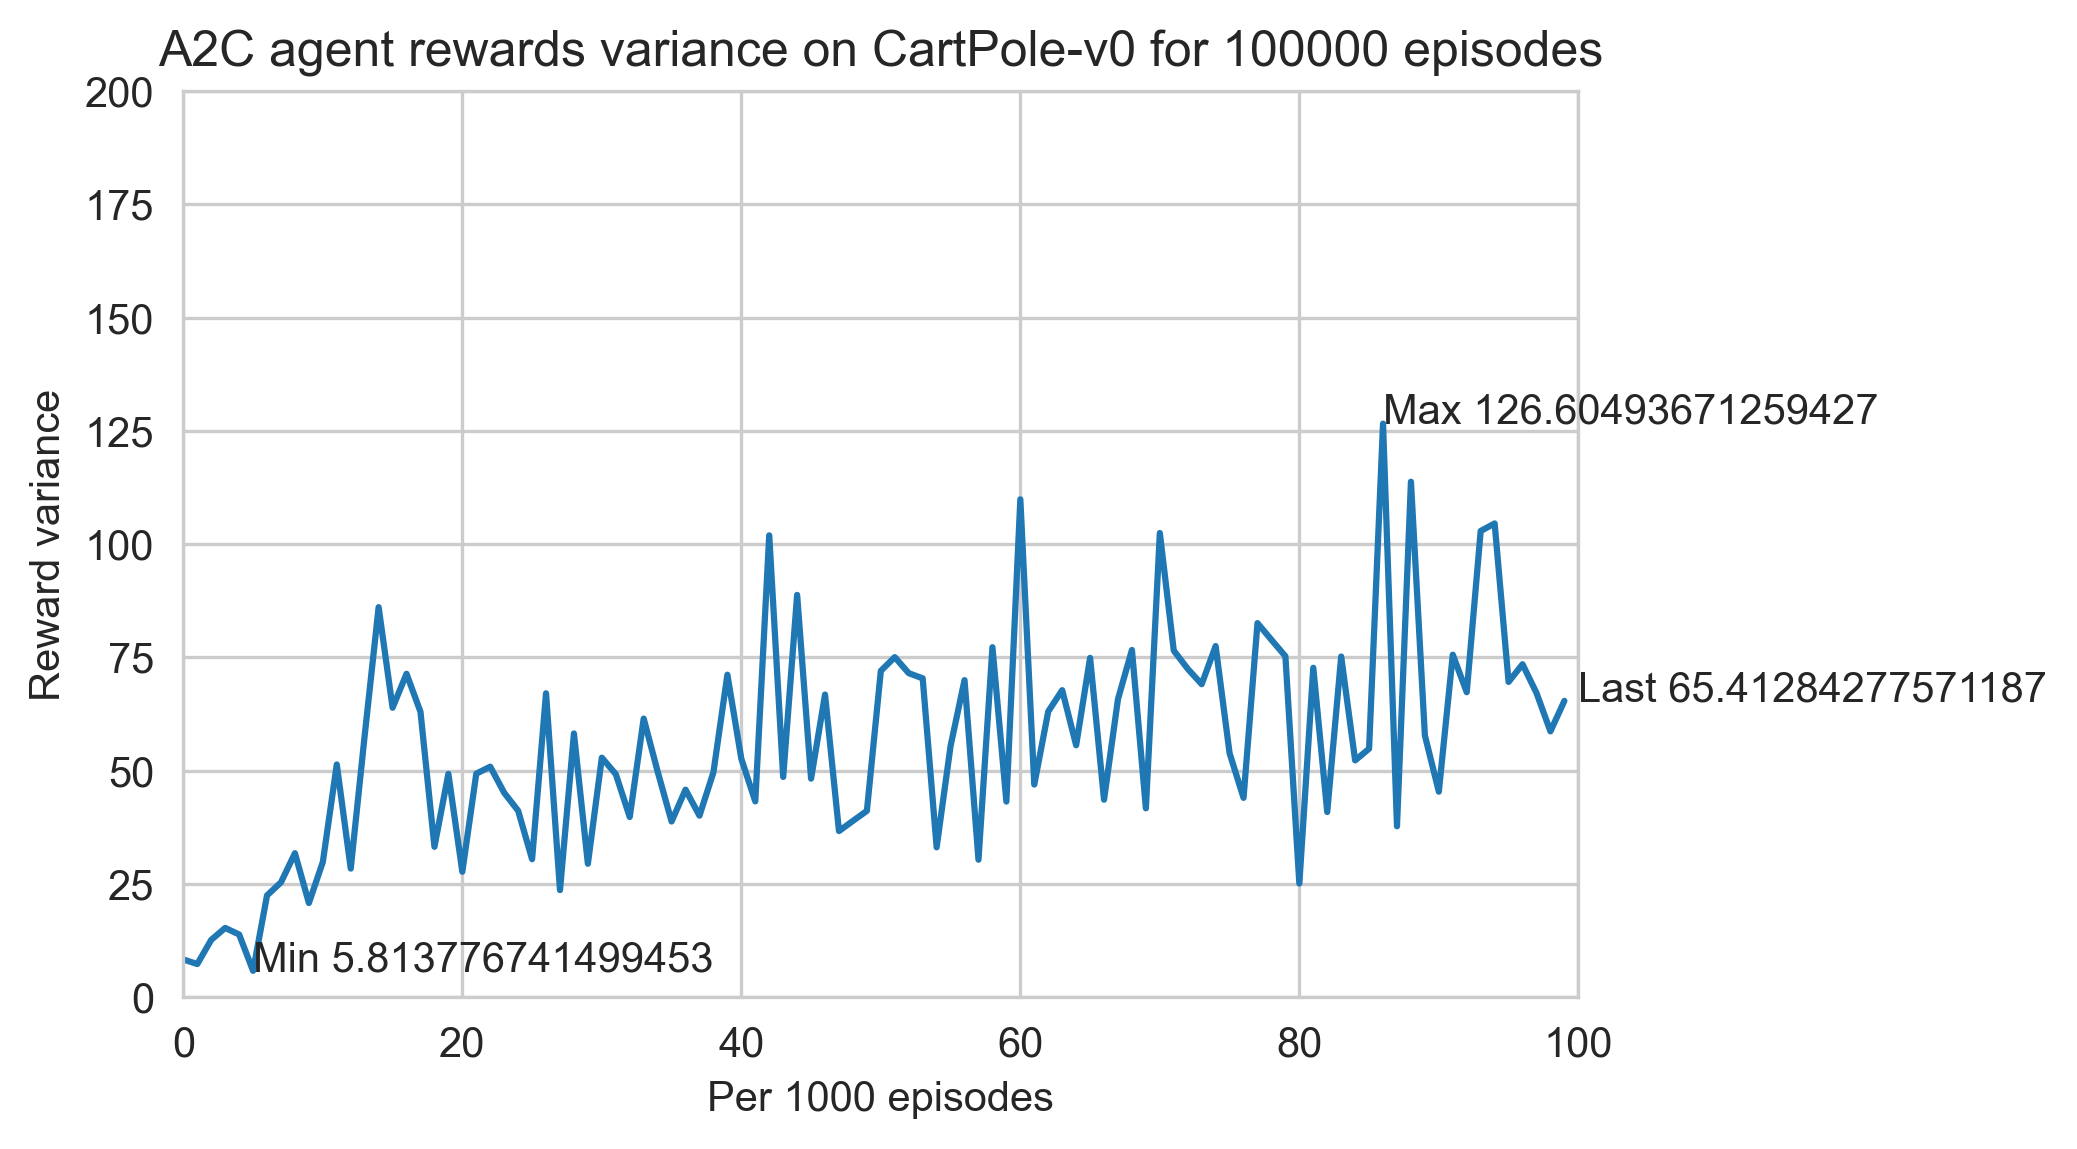 A2C agent rewards variance on CartPole-v0 for 100000 episodes
200
175
150
125
100
75
50
25
0
Reward variance
Max 126.60493671259427
Last 65.41284277571187
Min 5.813776741499453
0 20 40 60 80 100
Per 1000 episodes